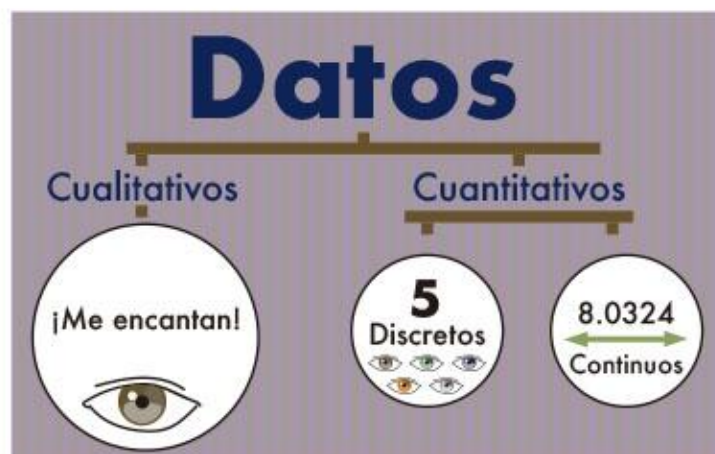 Datos
Cualitativos
Cuantitativos
¡Me encantan!
5
Discretos
8.0324
Continuos